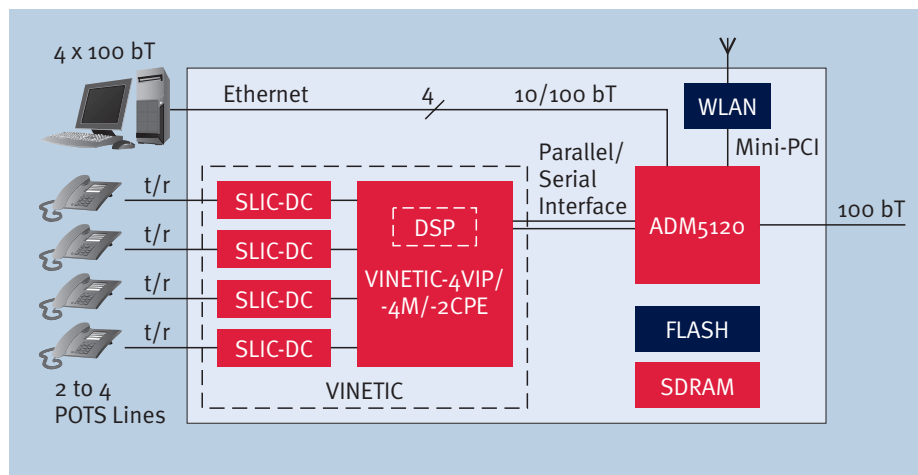 4 x 100 bT
Ethernet
4
10/100 bT
WLAN
Mini-PCI
Parallel/
Serial
Interface
t/r
SLIC-DC
t/r
SLIC-DC
t/r
SLIC-DC
t/r
SLIC-DC
DSP
VINETIC-4VIP/
-4M/-2CPE
VINETIC
ADM5120
100 bT
FLASH
SDRAM
2 to 4
POTS Lines